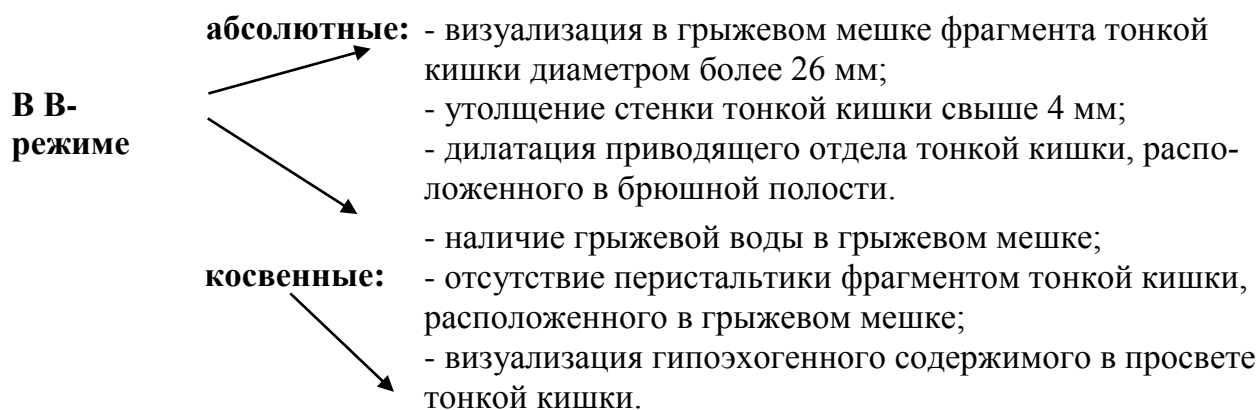 абсолютные: - визуализация в грыжевом мешке фрагмента тонкой
кишки диаметром более 26 мм;
В В-
режиме
- утолщение стенки тонкой кишки свыше 4 мм;
- дилатация приводящего отдела тонкой кишки, распо-
ложенного в брюшной полости.
- наличие грыжевой воды в грыжевом мешке;
косвенные: - отсутствие перистальтики фрагментом тонкой кишки,
расположенного в грыжевом мешке;
- визуализация гипоэхогенного содержимого в просвете
тонкой кишки.